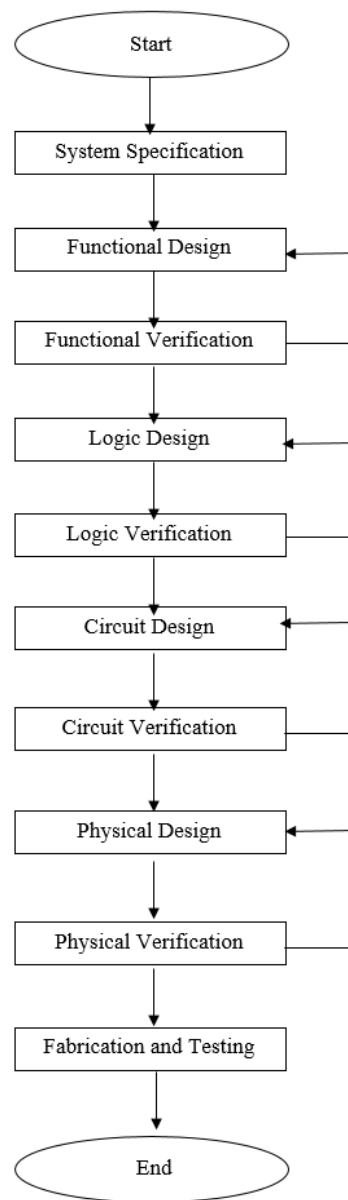 Start
System Specification
Functional Design
Functional Verification
Logic Design
Logic Verification
Circuit Design
Circuit Verification
Physical Design
Physical Verification
Fabrication and Testing
End